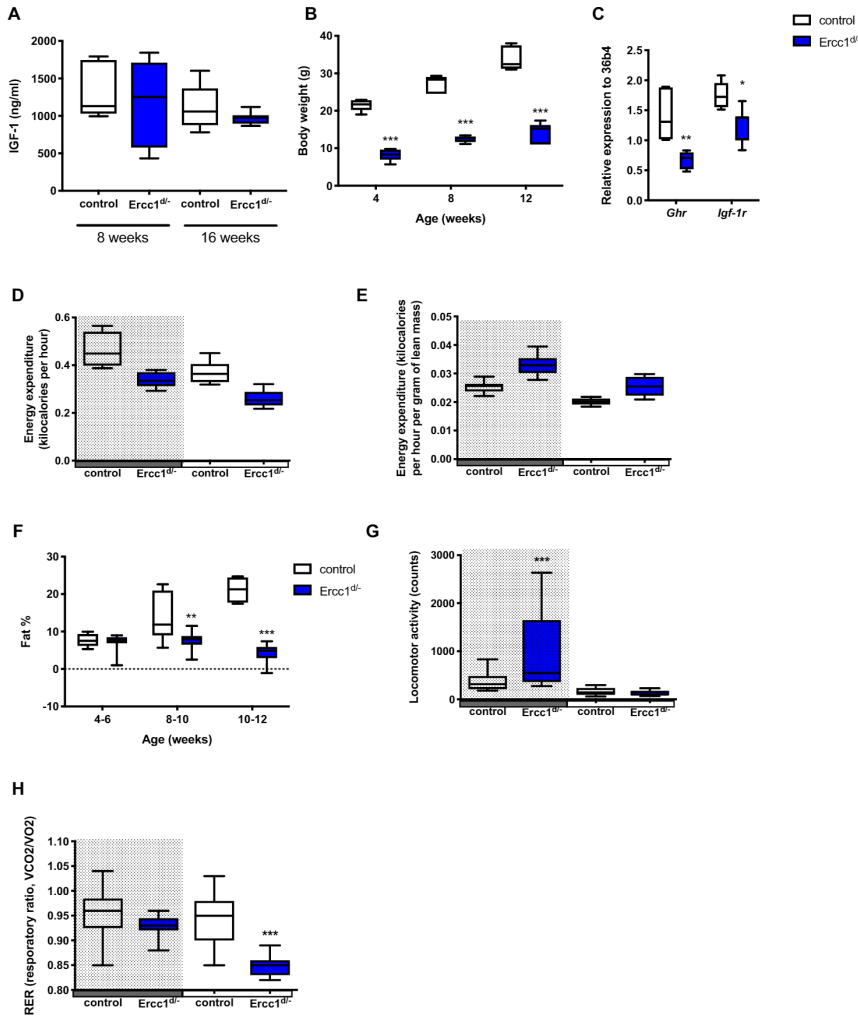 A
IGF-1 (ng/ml)
2000
1500
1000
500
0
control
Ercc1d/-
control
Ercc1d/-
8 weeks
16 weeks
B
Body weight (g)
40
30
20
10
0
***
***
***
4
8
12
Age (weeks)
C
control
Ercc1d/
Relative expression to 36b4
2.5
2.0
1.5
1.0
0.5
0.0
**
*
Ghr
Igf-1r
D
Energy expenditure
(kilocalories per hour)
0.6
0.4
0.2
0.0
control
Ercc1d/-
control
Ercc1d/-
E
Energy expenditure (kilocalories
per hour per gram of lean mass)
0.05
0.04
0.03
0.02
0.01
0.00
control
Ercc1d/-
control
Ercc1d/-
F
Fat %
30
20
10
0
-10
**
***
control
Ercc1d/-
4-6
8-10
10-12
Age (weeks)
G
Locomotor activity (counts)
3000
2000
1000
0
***
control
Ercc1d/-
control
Ercc1d/-
H
RER (resporatory ratio, VCO2/VO2)
1.10
1.05
1.00
0.95
0.90
0.85
0.80
***
control
Ercc1d/-
control
Ercc1d/-